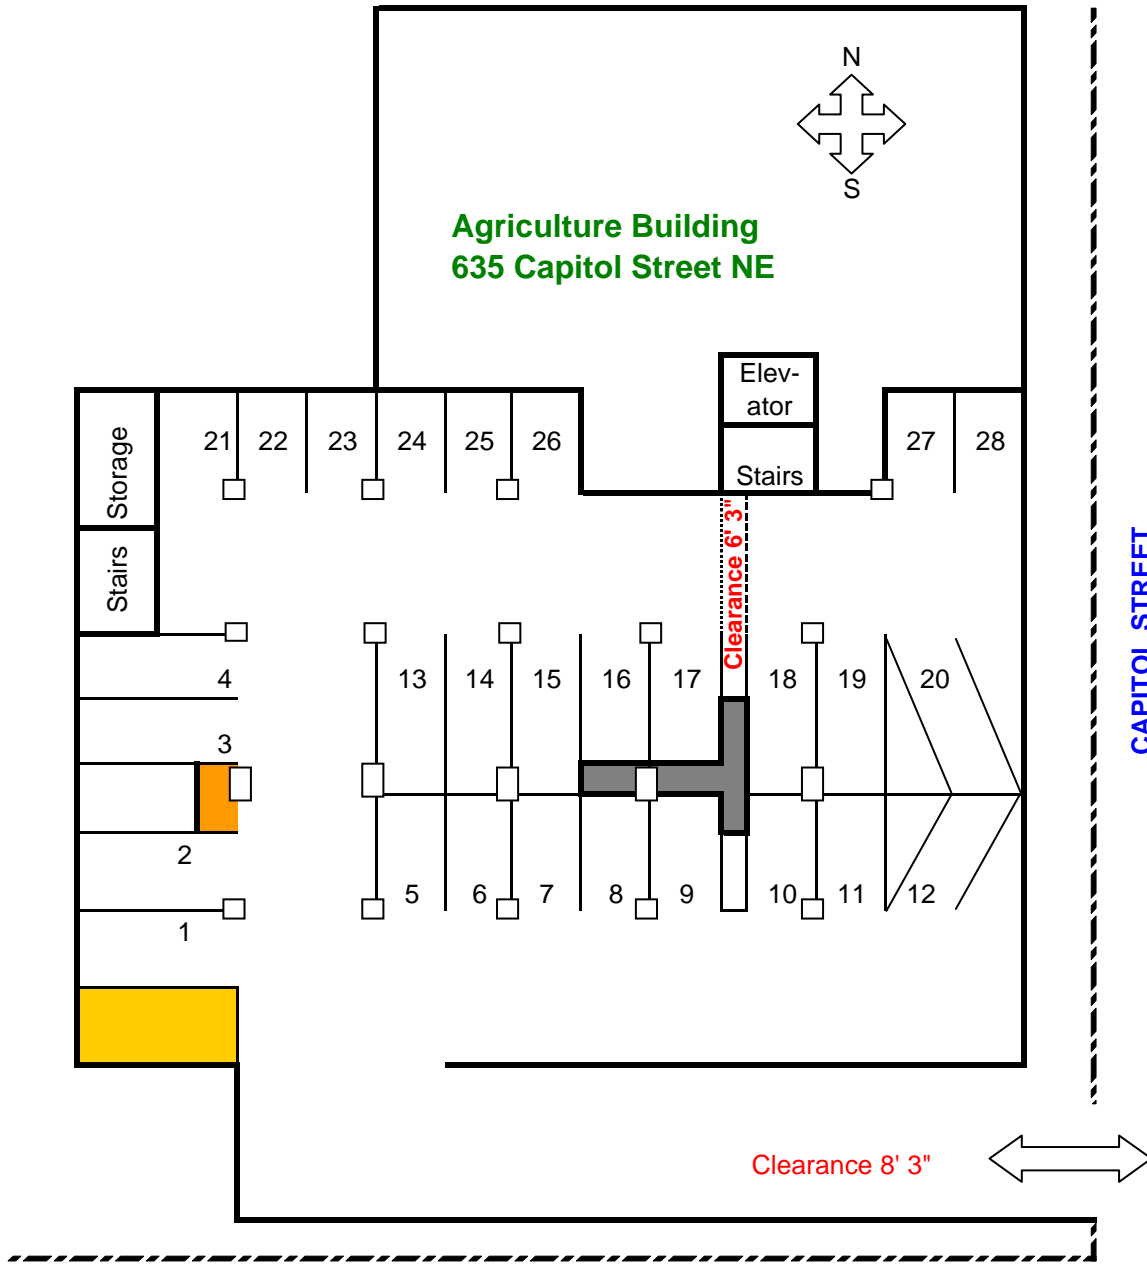 N
S
Agriculture Building
635 Capitol Street NE
Elev-
ator
Stairs
Storage
Stairs
21 22 23 24 25 26 27 28
Clearance 6' 3"
CAPITOL STREET
4 13 14 15 16 17 18 19 20
3
2
5 6 7 8 9 10 11 12
1
Clearance 8' 3"